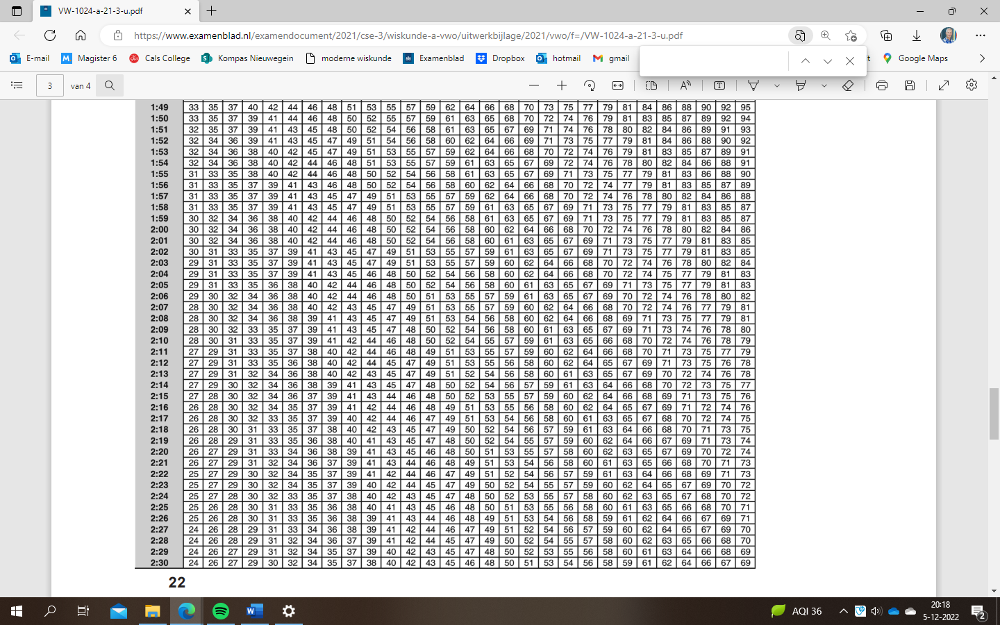 VW-1024-a-21-3-u.pdf
https://www.examenblad.nl/examendocument/2021/cse-3/wiskunde-a-vwo/uitwerkbijlage/2021/vwo/f=/VW-1024-a-21-3-u.pdf
E-mail Magister 6 Cals College Kompas Nieuwegein moderne wiskunde Examenblad Dropbox hotmail gmail Google Maps
3 van 4
1:49 33 35 37 40 42 44 46 48 51 53 55 57 59 62 64 66 68 70 73 75 77 79 81 84 86 88 90 92 95
1:50 33 35 37 39 41 44 46 48 50 52 55 57 59 61 63 65 68 70 72 74 76 79 81 83 85 87 89 92 94
1:51 32 35 37 39 41 43 45 48 50 52 54 56 58 61 63 65 67 69 71 74 76 78 80 82 84 86 89 91 93
1:52 32 34 36 39 41 43 45 47 49 51 54 56 58 60 62 64 66 69 71 73 75 77 79 81 84 86 88 90 92
1:53 32 34 36 38 40 42 45 47 49 51 53 55 57 59 62 64 66 68 70 72 74 76 79 81 83 85 87 89 91
1:54 32 34 36 38 40 42 44 46 48 51 53 55 57 59 61 63 65 67 69 72 74 76 78 80 82 84 86 88 91
1:55 31 33 35 38 40 42 44 46 48 50 52 54 56 58 61 63 65 67 69 71 73 75 77 79 81 83 86 88 90
1:56 31 33 35 37 39 41 43 46 48 50 52 54 56 58 60 62 64 66 68 70 72 74 77 79 81 83 85 87 89
1:57 31 33 35 37 39 41 43 45 47 49 51 53 55 57 59 62 64 66 68 70 72 74 76 78 80 82 84 86 88
1:58 31 33 35 37 39 41 43 45 47 49 51 53 55 57 59 61 63 65 67 69 71 73 75 77 79 81 83 85 87
1:59 30 32 34 36 38 40 42 44 46 48 50 52 54 56 58 61 63 65 67 69 71 73 75 77 79 81 83 85 87
2:00 30 32 34 36 38 40 42 44 46 48 50 52 54 56 58 60 62 64 66 68 70 72 74 76 78 80 82 84 86
2:01 30 32 34 36 38 40 42 44 46 48 50 52 54 56 58 60 61 63 65 67 69 71 73 75 77 79 81 83 85
2:02 30 31 33 35 37 39 41 43 45 47 49 51 53 55 57 59 61 63 65 67 69 71 73 75 77 79 81 83 85
2:03 29 31 33 35 37 39 41 43 45 47 49 51 53 55 57 59 60 62 64 66 68 70 72 74 76 78 80 82 84
2:04 29 31 33 35 37 39 41 43 45 46 48 50 52 54 56 58 60 62 64 66 68 70 72 74 75 77 79 81 83
2:05 29 31 33 35 36 38 40 42 44 46 48 50 52 54 56 58 60 61 63 65 67 69 71 73 75 77 79 81 83
2:06 29 30 32 34 36 38 40 42 44 46 48 50 51 53 55 57 59 61 63 65 67 69 70 72 74 76 78 80 82
2:07 28 30 32 34 36 38 40 42 43 45 47 49 51 53 55 57 59 60 62 64 66 68 70 72 74 76 77 79 81
2:08 28 30 32 34 36 38 39 41 43 45 47 49 51 53 54 56 58 60 62 64 66 68 69 71 73 75 77 79 81
2:09 28 30 32 33 35 37 39 41 43 45 47 48 50 52 54 56 58 60 61 63 65 67 69 71 73 74 76 78 80
2:10 28 30 31 33 35 37 39 41 42 44 46 48 50 52 54 55 57 59 61 63 65 66 68 70 72 74 76 78 79
2:11 27 29 31 33 35 37 38 40 42 44 46 48 49 51 53 55 57 59 60 62 64 66 68 70 71 73 75 77 79
2:12 27 29 31 33 35 36 38 40 42 44 45 47 49 51 53 55 56 58 60 62 64 65 67 69 71 73 75 76 78
2:13 27 29 31 32 34 36 38 40 42 43 45 47 49 51 52 54 56 58 60 61 63 65 67 69 70 72 74 76 78
2:14 27 29 30 32 34 36 38 39 41 43 45 47 48 50 52 54 56 57 59 61 63 64 66 68 70 72 73 75 77
2:15 27 28 30 32 34 36 37 39 41 43 44 46 48 50 52 53 55 57 59 60 62 64 66 68 69 71 73 75 76
2:16 26 28 30 32 34 35 37 39 41 42 44 46 48 49 51 53 55 56 58 60 62 64 65 67 69 71 72 74 76
2:17 26 28 30 32 33 35 37 39 40 42 44 46 47 49 51 53 54 56 58 60 61 63 65 67 68 70 72 74 75
2:18 26 28 30 31 33 35 37 38 40 42 43 45 47 49 50 52 54 56 57 59 61 63 64 66 68 70 71 73 75
2:19 26 28 29 31 33 35 36 38 40 41 43 45 47 48 50 52 54 55 57 59 60 62 64 66 67 69 71 73 74
2:20 26 27 29 31 33 34 36 38 39 41 43 45 46 48 50 51 53 55 57 58 60 62 63 65 67 69 70 72 74
2:21 26 27 29 31 32 34 36 37 39 41 43 44 46 48 49 51 53 54 56 58 60 61 63 65 66 68 70 71 73
2:22 25 27 29 30 32 34 35 37 39 41 42 44 46 47 49 51 52 54 56 57 59 61 63 64 66 68 69 71 73
2:23 25 27 29 30 32 34 35 37 39 40 42 44 45 47 49 50 52 54 55 57 59 60 62 64 65 67 69 70 72
2:24 25 27 28 30 32 33 35 37 38 40 42 43 45 47 48 50 52 53 55 57 58 60 62 63 65 67 68 70 72
2:25 25 26 28 30 31 33 35 36 38 40 41 43 45 46 48 50 51 53 55 56 58 60 61 63 65 66 68 70 71
2:26 25 26 28 30 31 33 35 36 38 39 41 43 44 46 48 49 51 53 54 56 58 59 61 62 64 66 67 69 71
2:27 24 26 28 29 31 33 34 36 38 39 41 42 44 46 47 49 51 52 54 56 57 59 60 62 64 65 67 69 70
2:28 24 26 28 29 31 32 34 36 37 39 41 42 44 45 47 49 50 52 54 55 57 58 60 62 63 65 66 68 70
2:29 24 26 27 29 31 32 34 35 37 39 40 42 43 45 47 48 50 52 53 55 56 58 60 61 63 64 66 68 69
2:30 24 26 27 29 30 32 34 35 37 38 40 42 43 45 46 48 50 51 53 54 56 58 59 61 62 64 66 67 69
22
AQI 36
20:18
5-12-2022
2